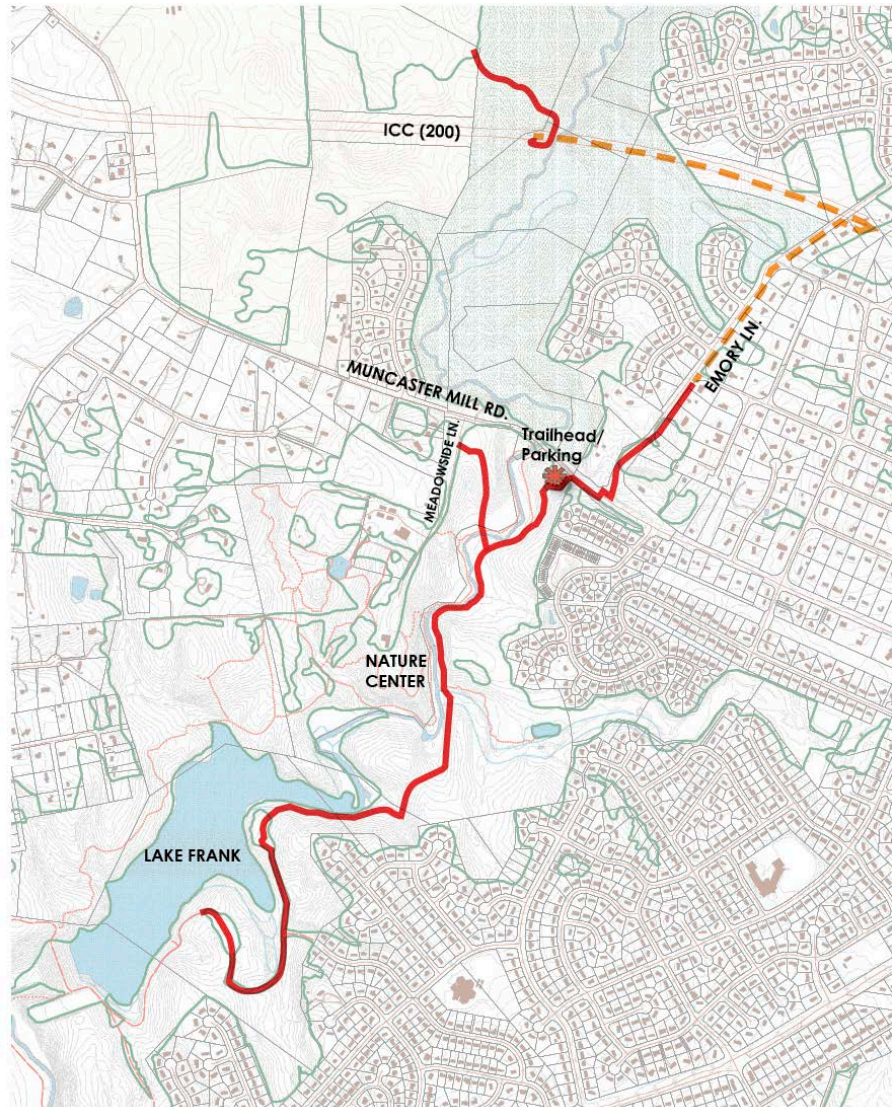 ICC (200)
EMORY LN.
MUNCASTER MILL RD.
Trailhead/
Parking
MEADOWSIDE LN.
NATURE
CENTER
LAKE FRANK